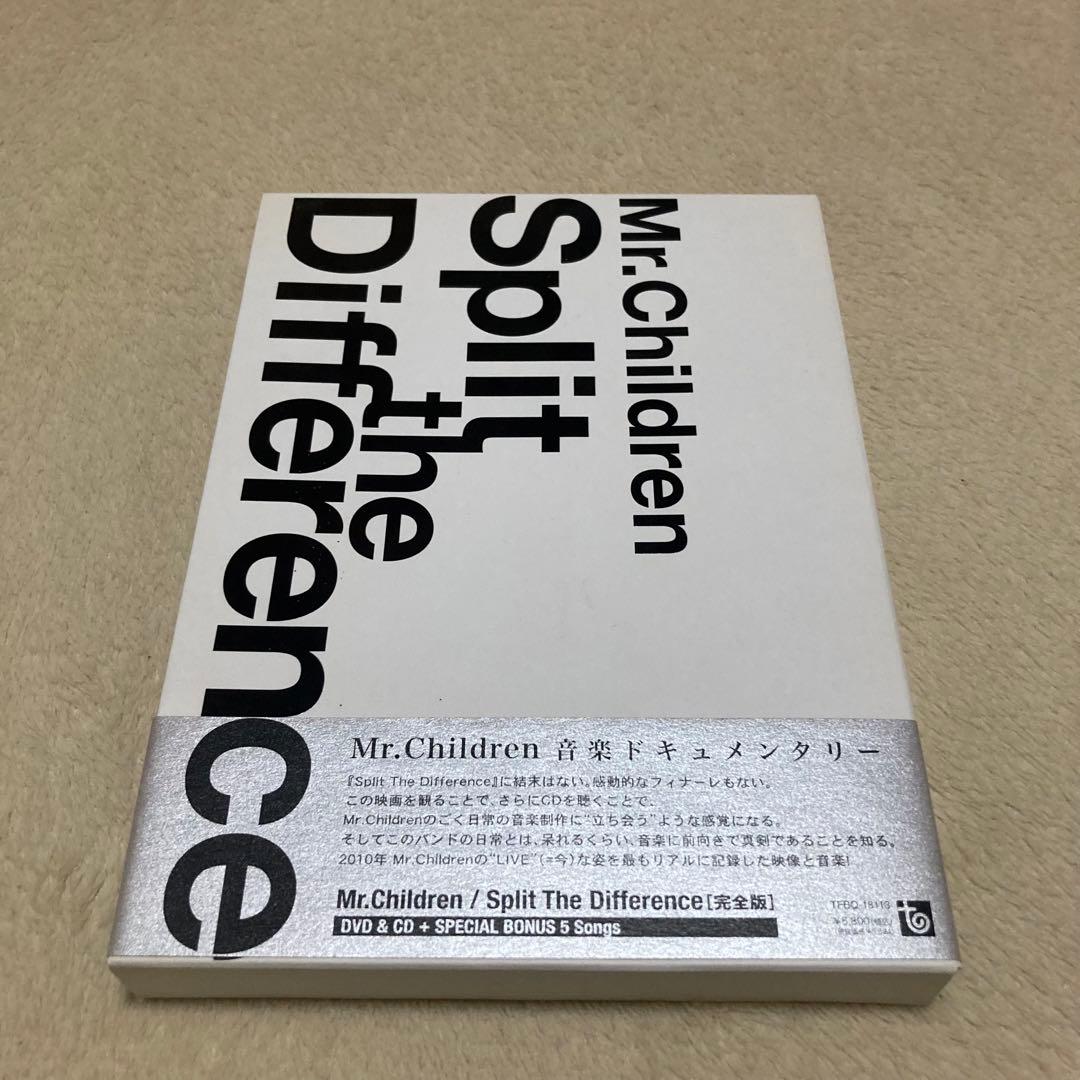 Mr.Children
Split
the
Difference
Mr.Children 音楽ドキュメンタリー
『Split The Difference』に結末はない。感動的なフィナーレもない。
この映画を観ることで、さらにCDを聴くことで、
Mr.Childrenのごく日常の音楽制作に"立ち会う"ような感覚になる。
そしてこのバンドの日常とは、呆れるくらい、音楽に前向きで真剣であることを知る。
2010年 Mr.Childrenの"LIVE"(=今)な姿を最もリアルに記録した映像と音楽!
Mr.Children / Split The Difference [完全版]
DVD & CD + SPECIAL BONUS 5 Songs
TFBQ-18113
¥5,800(税込)